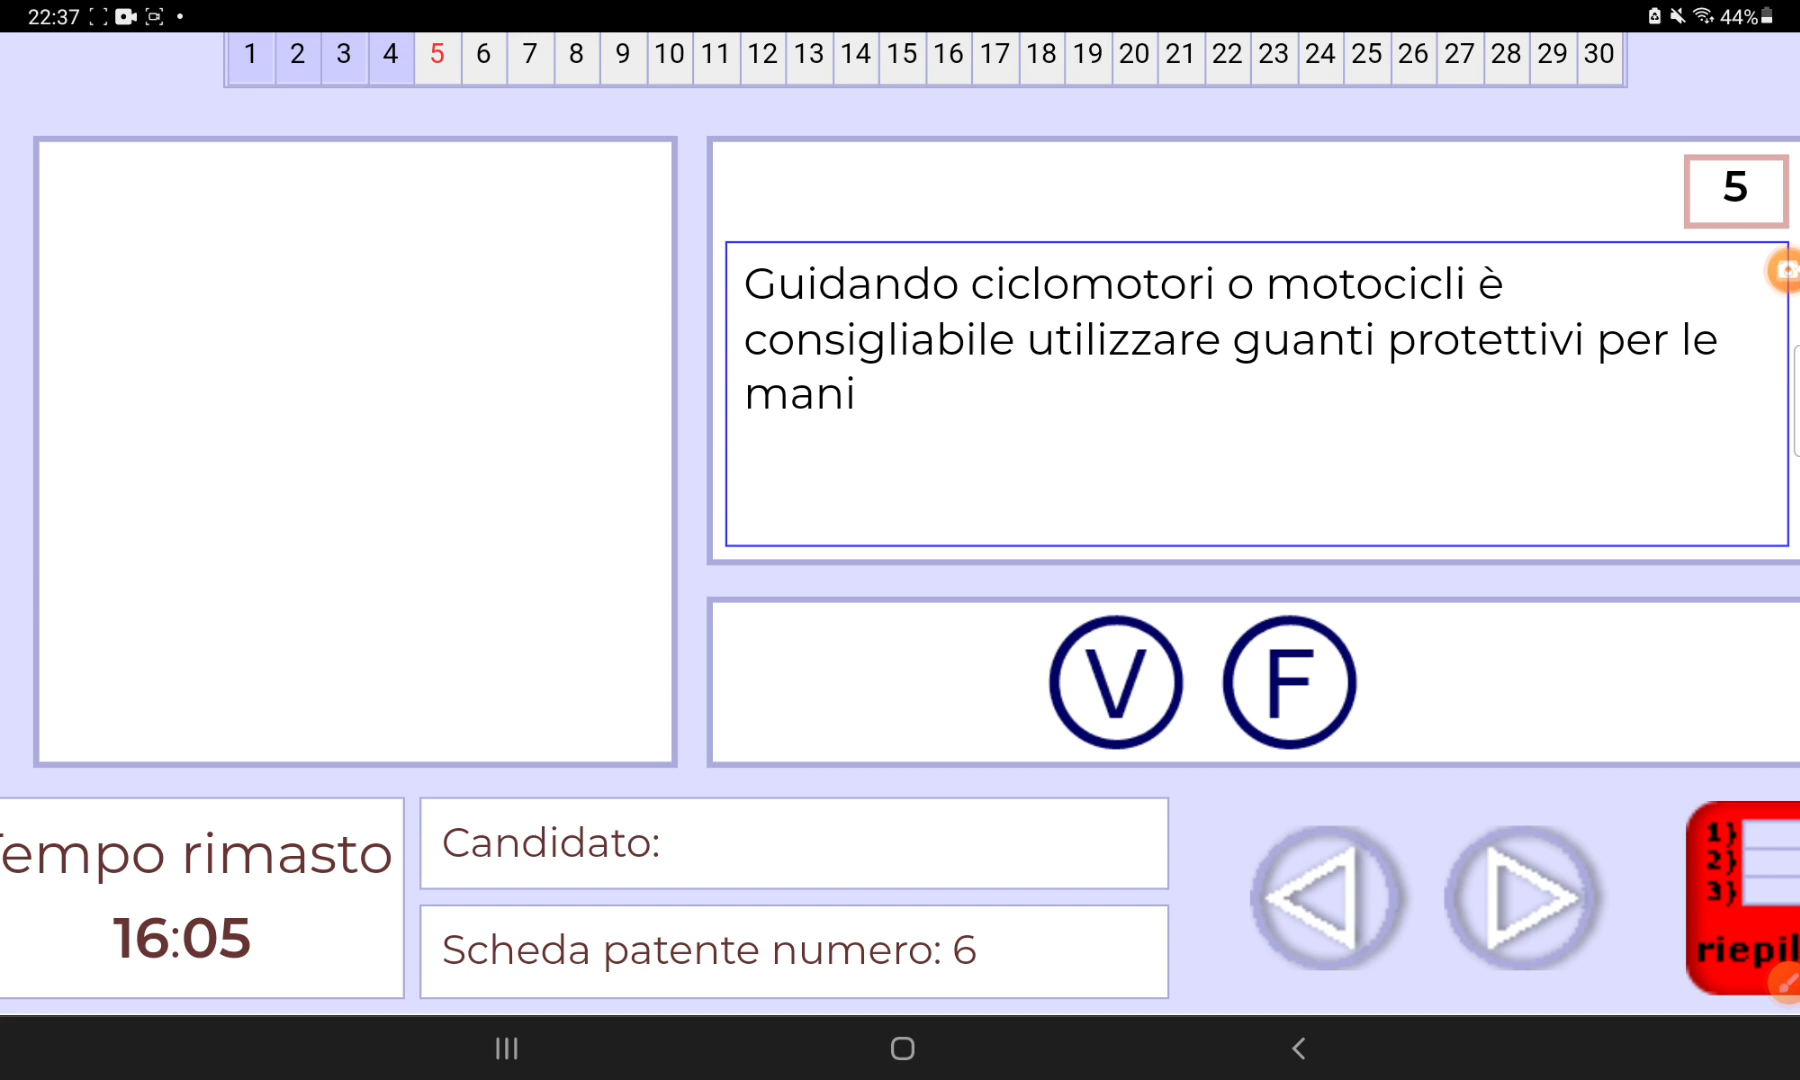 22:37
44%
1 2 3 4 5 6 7 8 9 10 11 12 13 14 15 16 17 18 19 20 21 22 23 24 25 26 27 28 29 30
5
Guidando ciclomotori o motocicli è
consigliabile utilizzare guanti protettivi per le
mani
V F
Tempo rimasto
16:05
Candidato:
Scheda patente numero: 6
1}
2}
3}
riepil